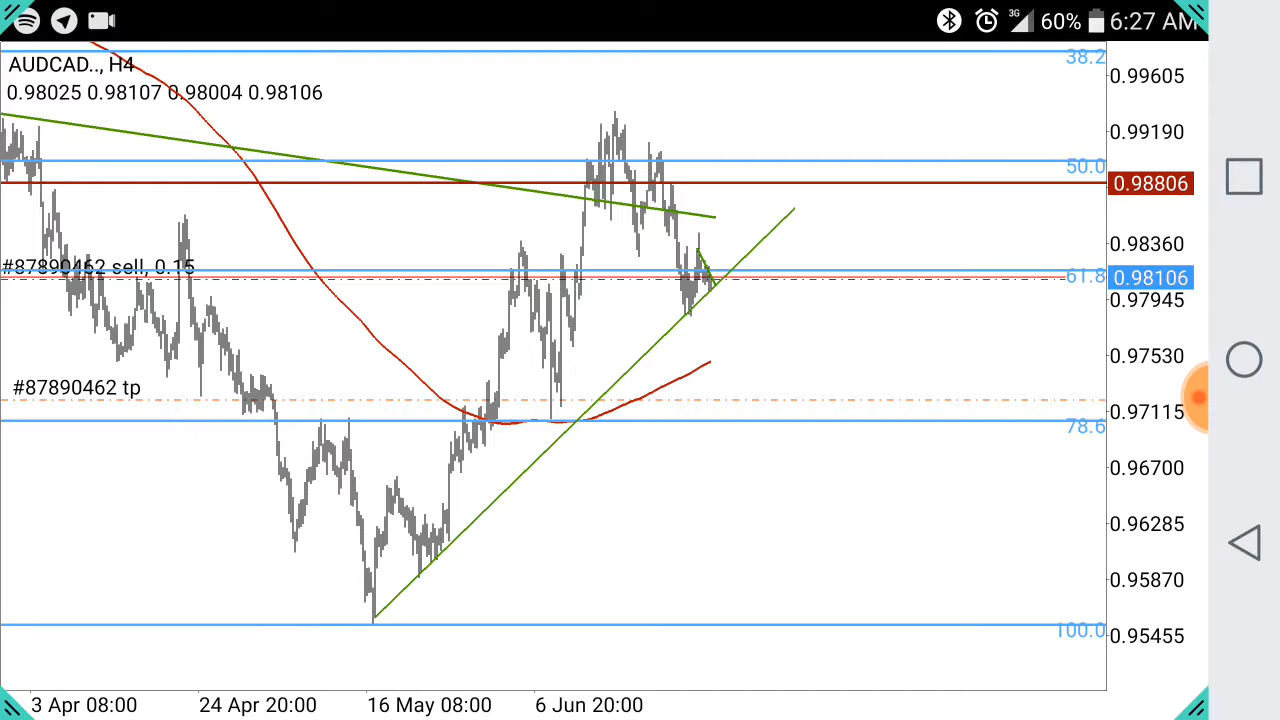 3G 60% 6:27 AM
38.2
AUDCAD.., H4
0.99605
0.98025 0.98107 0.98004 0.98106
0.99190
50.0
0.98806
0.98360
#87890462 sell, 0.15
61.8
0.98106
0.97945
0.97530
#87890462 tp
0.97115
78.6
0.96700
0.96285
0.95870
100.0
0.95455
3 Apr 08:00 24 Apr 20:00 16 May 08:00 6 Jun 20:00